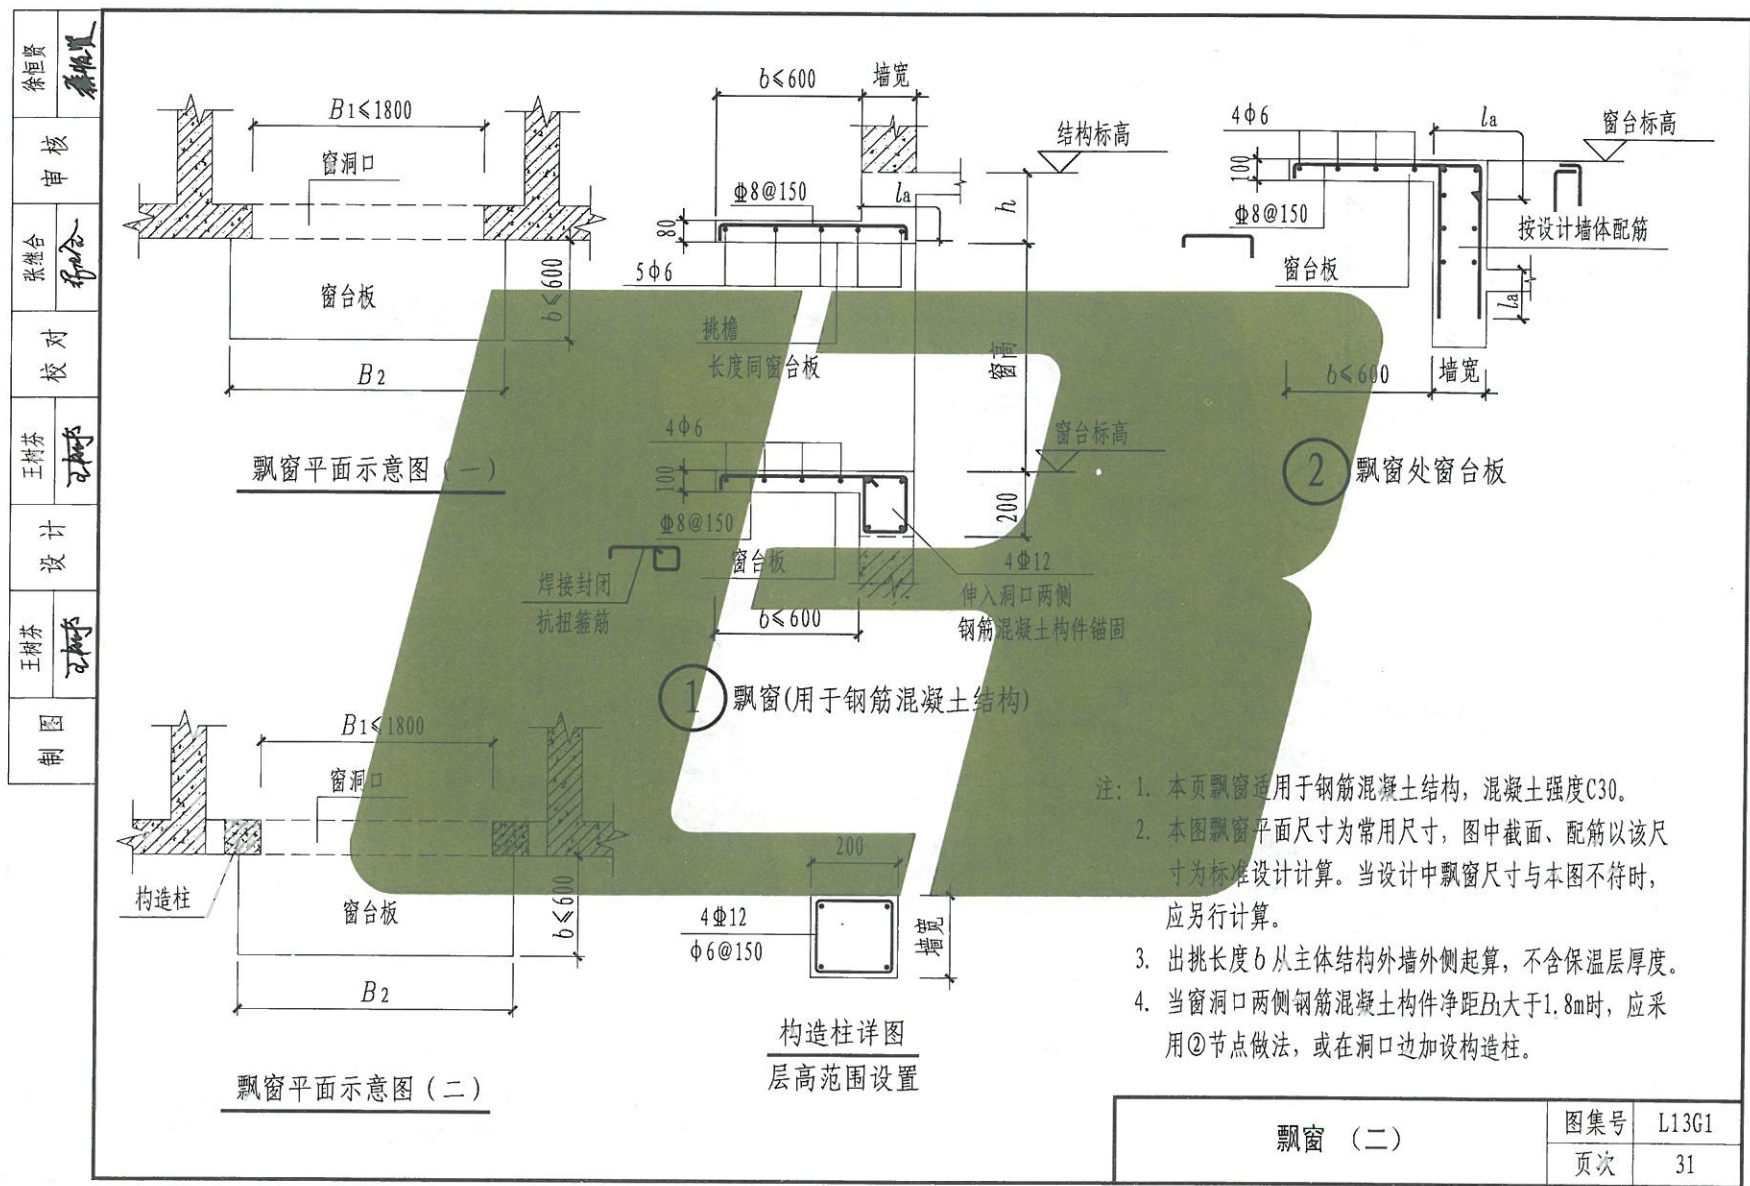 徐恒贤
审核
张继合
校对
王树芬
设计
王树芬
制图
B1≤1800
窗洞口
窗台板
b≤600
B2
飘窗平面示意图（一）
b≤600
墙宽
结构标高
la
h
Φ8@150
80
5Φ6
挑檐
长度同窗台板
窗高
4Φ6
窗台标高
100
200
Φ8@150
窗台板
4Φ12
焊接封闭
抗扭箍筋
伸入洞口两侧
钢筋混凝土构件锚固
b≤600
1 飘窗(用于钢筋混凝土结构)
4Φ6
la
窗台标高
100
Φ8@150
按设计墙体配筋
窗台板
la
b≤600
墙宽
2 飘窗处窗台板
B1≤1800
窗洞口
构造柱
窗台板
b≤600
B2
飘窗平面示意图（二）
200
4Φ12
Φ6@150
墙宽
构造柱详图
层高范围设置
注: 1. 本页飘窗适用于钢筋混凝土结构，混凝土强度C30。
2. 本图飘窗平面尺寸为常用尺寸，图中截面、配筋以该尺
寸为标准设计计算。当设计中飘窗尺寸与本图不符时，
应另行计算。
3. 出挑长度b从主体结构外墙外侧起算，不含保温层厚度。
4. 当窗洞口两侧钢筋混凝土构件净距B1大于1.8m时，应采
用②节点做法，或在洞口边加设构造柱。
飘窗 （二）
图集号 L13G1
页次 31